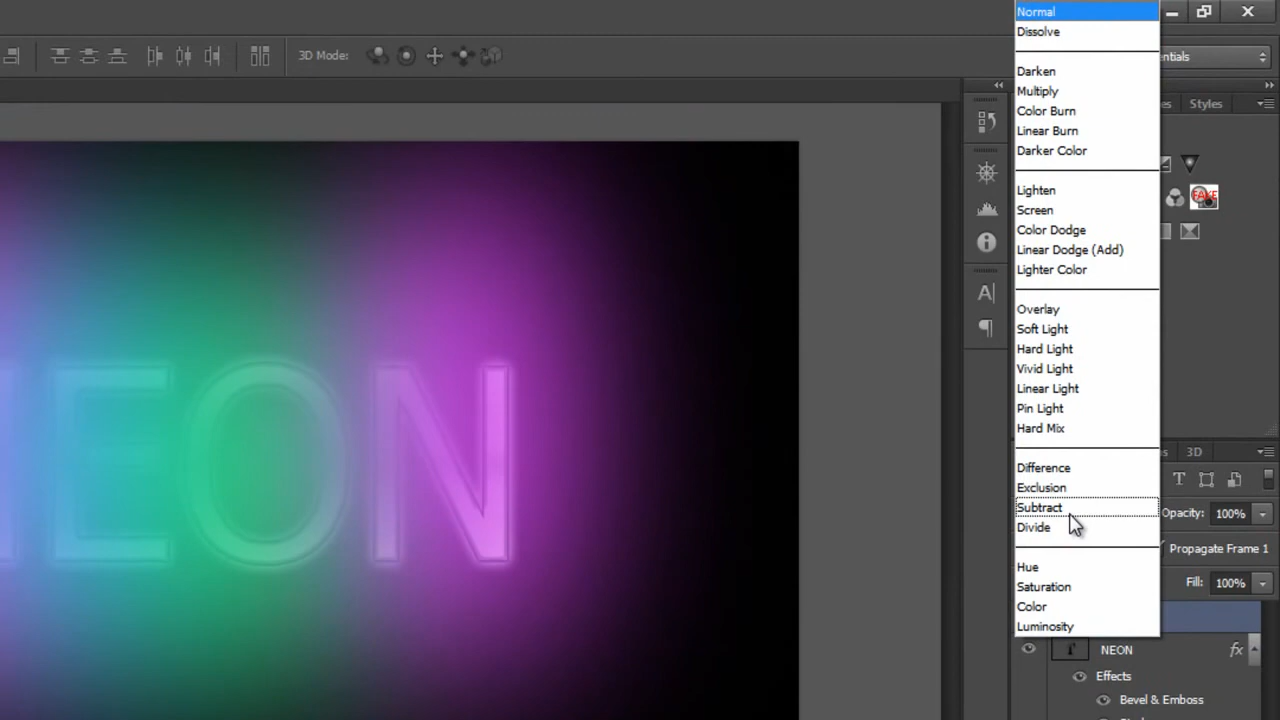 Normal
Dissolve
Darken
Multiply
Color Burn
Linear Burn
Darker Color
Lighten
Screen
Color Dodge
Linear Dodge (Add)
Lighter Color
Overlay
Soft Light
Hard Light
Vivid Light
Linear Light
Pin Light
Hard Mix
Difference
Exclusion
Subtract
Divide
Hue
Saturation
Color
Luminosity
3D Mode:
entials
Styles
FAKE
3D
Opacity: 100%
Propagate Frame 1
Fill: 100%
NEON
fx
Effects
Bevel & Emboss
NEON